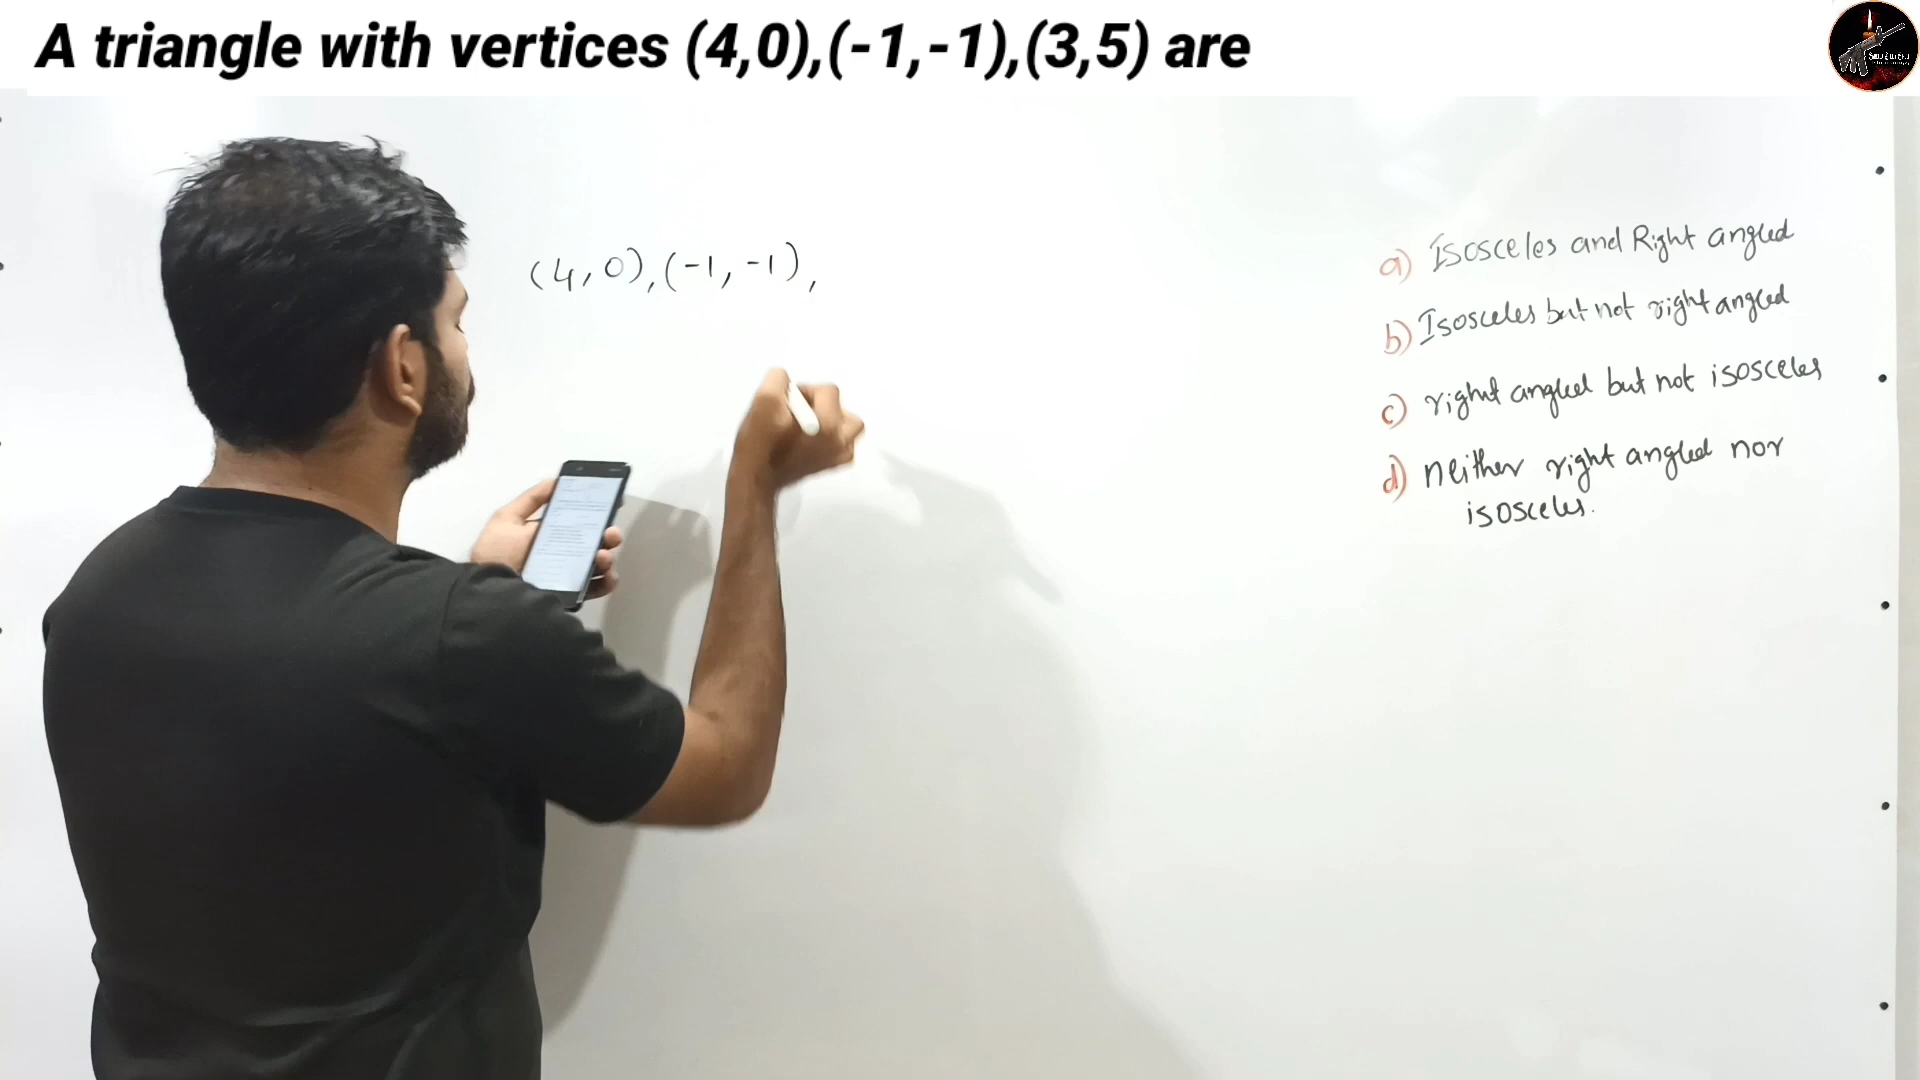 A triangle with vertices (4,0),(-1,-1),(3,5) are
(4,0),(-1,-1),
a) Isosceles and Right angled
b) Isosceles but not right angled
c) right angled but not isosceles
d) neither right angled nor
isosceles.